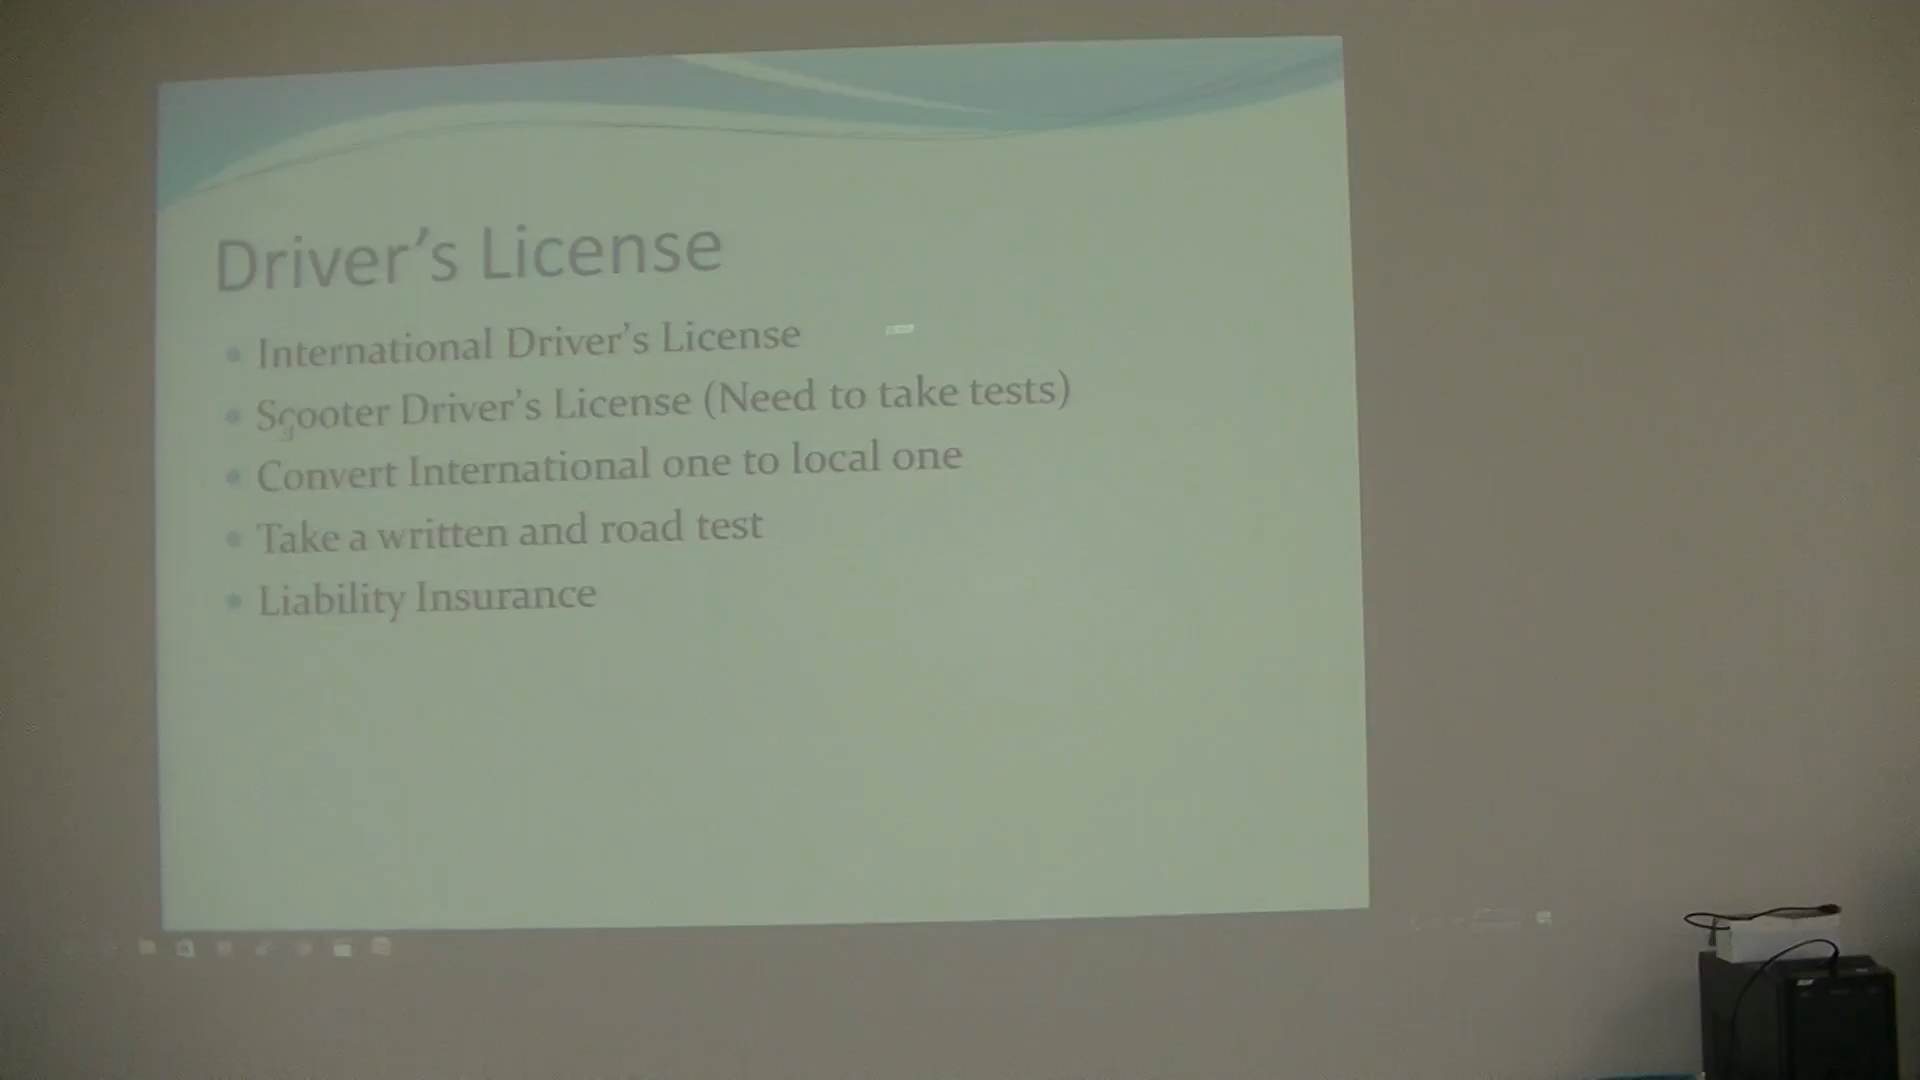 Driver's License
International Driver's License
Scooter Driver's License (Need to take tests)
Convert International one to local one
Take a written and road test
Liability Insurance